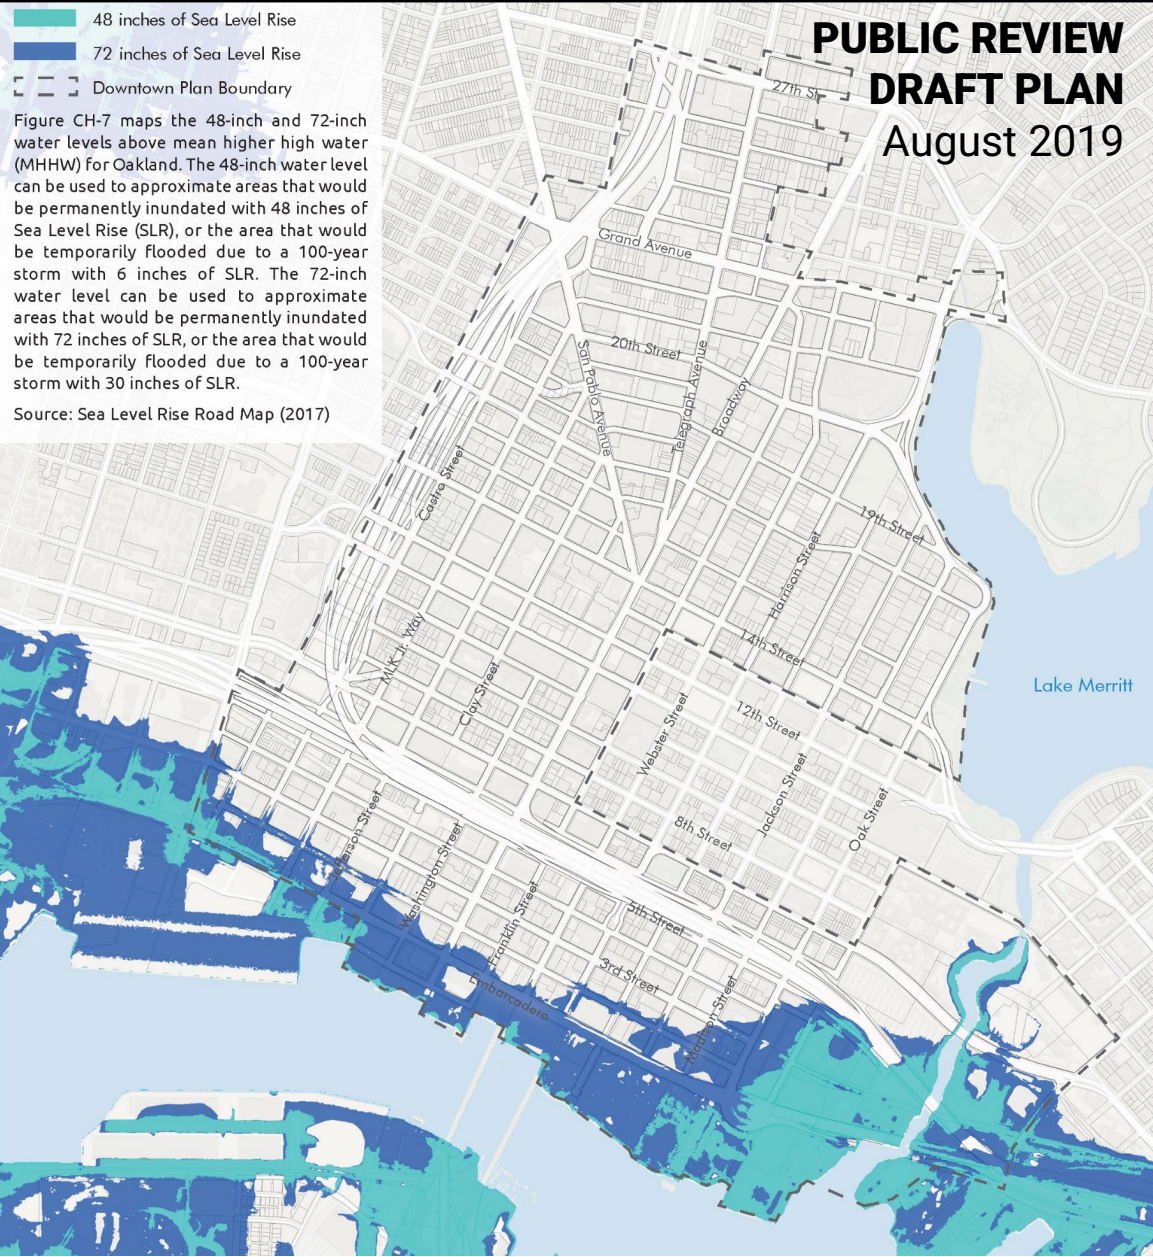 48 inches of Sea Level Rise
72 inches of Sea Level Rise
Downtown Plan Boundary
Figure CH-7 maps the 48-inch and 72-inch
water levels above mean higher high water
(MHHW) for Oakland. The 48-inch water level
can be used to approximate areas that would
be permanently inundated with 48 inches of
Sea Level Rise (SLR), or the area that would
be temporarily flooded due to a 100-year
storm with 6 inches of SLR. The 72-inch
water level can be used to approximate
areas that would be permanently inundated
with 72 inches of SLR, or the area that would
be temporarily flooded due to a 100-year
storm with 30 inches of SLR.
Source: Sea Level Rise Road Map (2017)
PUBLIC REVIEW
DRAFT PLAN
August 2019
27th St
Grand Avenue
20th Street
San Pablo Avenue
Telegraph Avenue
Broadway
Castro Street
19th Street
Harrison Street
14th Street
MLK Jr. Way
Clay Street
Lake Merritt
Webster Street
12th Street
Jackson Street
Oak Street
8th Street
Jefferson Street
Washington Street
Franklin Street
5th Street
3rd Street
Embarcadero
Madison Street